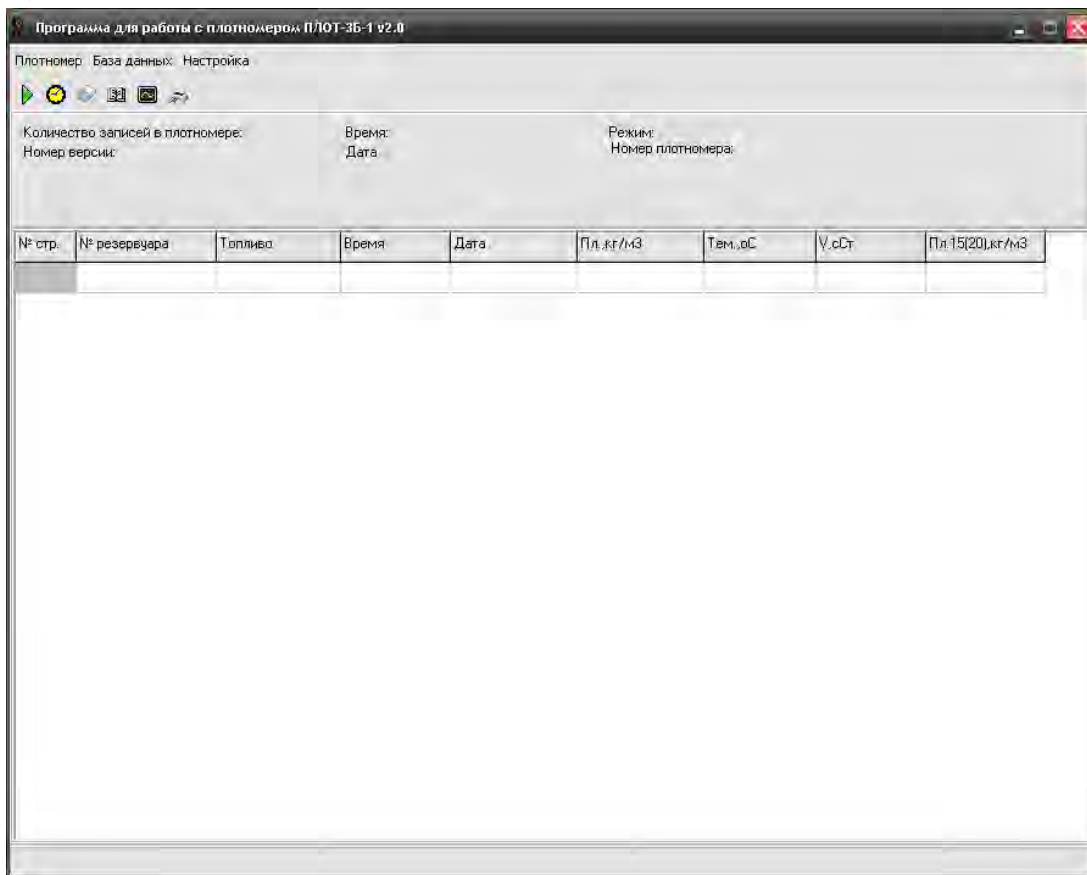 Программа для работы с плотномером ПЛОТ-3Б-1 v2.0
Плотномер База данных Настройка
Количество записей в плотномере: Время: Режим:
Номер версии: Дата Номер плотномера:
№ стр. № резервуара Топливо Время Дата Пл.,кг/м3 Тем.,оС V,сСт Пл 15(20),кг/м3